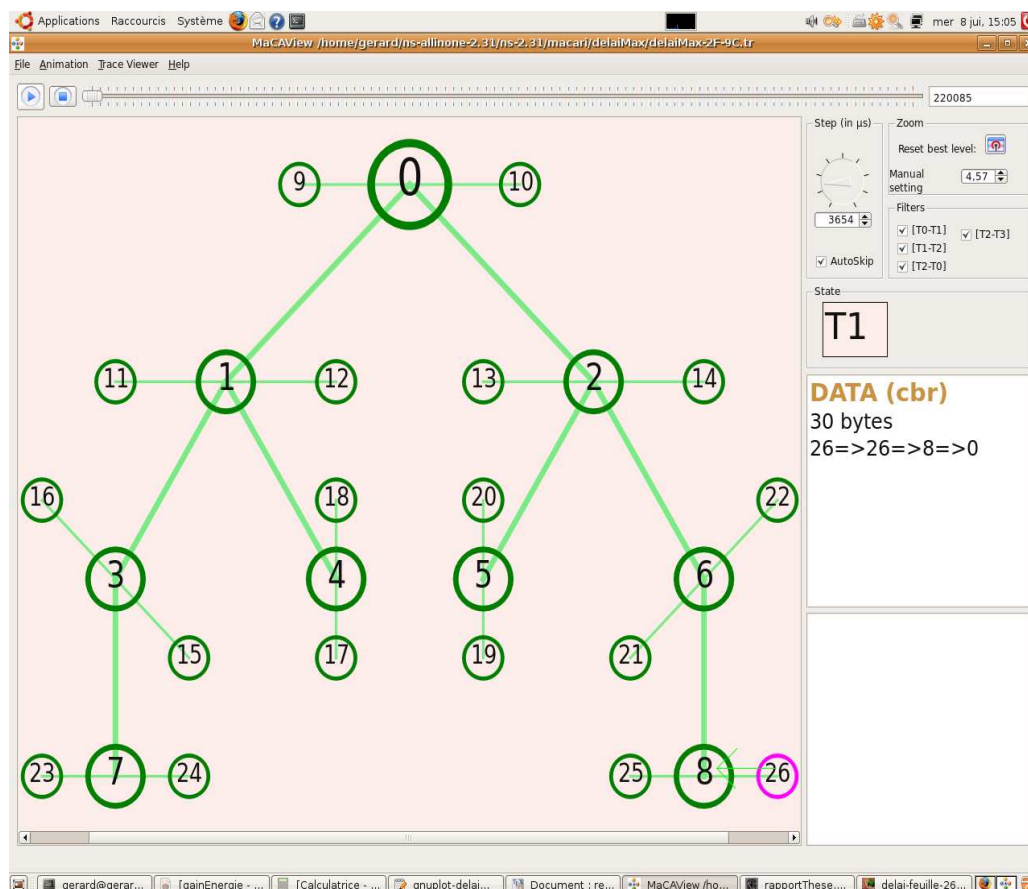 Applications Raccourcis Système mer 8 jui, 15:05
MaCAView /home/gerard/ns-allinone-2.31/ns-2.31/macari/delaiMax/delaiMax-2F-9C.tr
File Animation Trace Viewer Help
220085
Step (in µs)
3654
AutoSkip
Zoom
Reset best level:
Manual setting
4,57
Filters
[T0-T1] [T2-T3]
[T1-T2]
[T2-T0]
State
T1
DATA (cbr)
30 bytes
26=>26=>8=>0
9 0 10
11 1 12 13 2 14
16 18 20 22
3 4 5 6
15 17 19 21
23 7 24 25 8 26
gerard@gerar... [gainEnergie - ... [Calculatrice - ... gnuplot-delai... Document : re... MaCAView /ho... rapportThese.... delai-feuille-26...